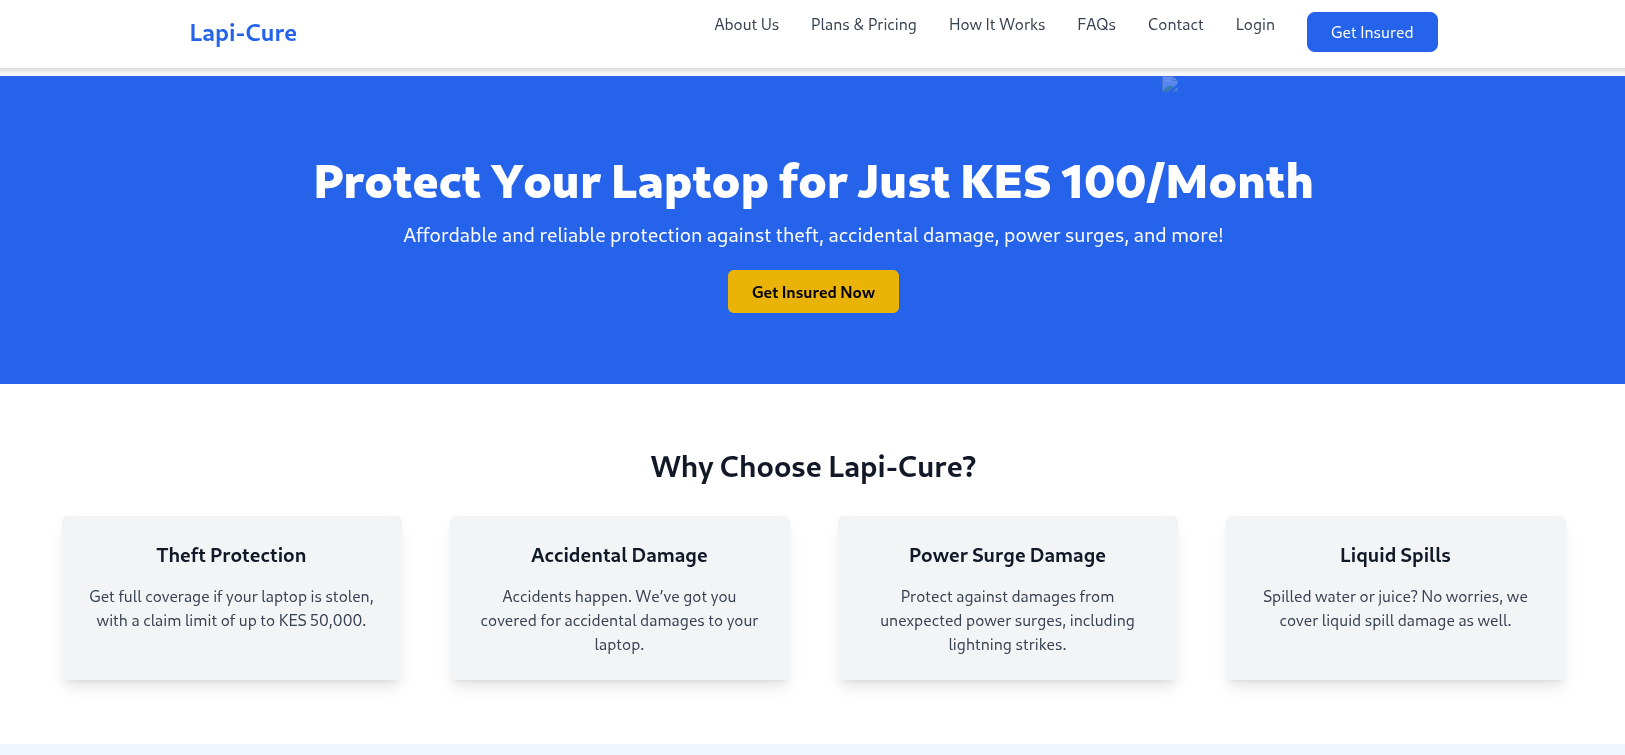 Lapi-Cure
About Us
Plans & Pricing
How It Works
FAQs
Contact
Login
Get Insured
Protect Your Laptop for Just KES 100/Month
Affordable and reliable protection against theft, accidental damage, power surges, and more!
Get Insured Now
Why Choose Lapi-Cure?
Theft Protection
Get full coverage if your laptop is stolen,
with a claim limit of up to KES 50,000.
Accidental Damage
Accidents happen. We’ve got you
covered for accidental damages to your
laptop.
Power Surge Damage
Protect against damages from
unexpected power surges, including
lightning strikes.
Liquid Spills
Spilled water or juice? No worries, we
cover liquid spill damage as well.